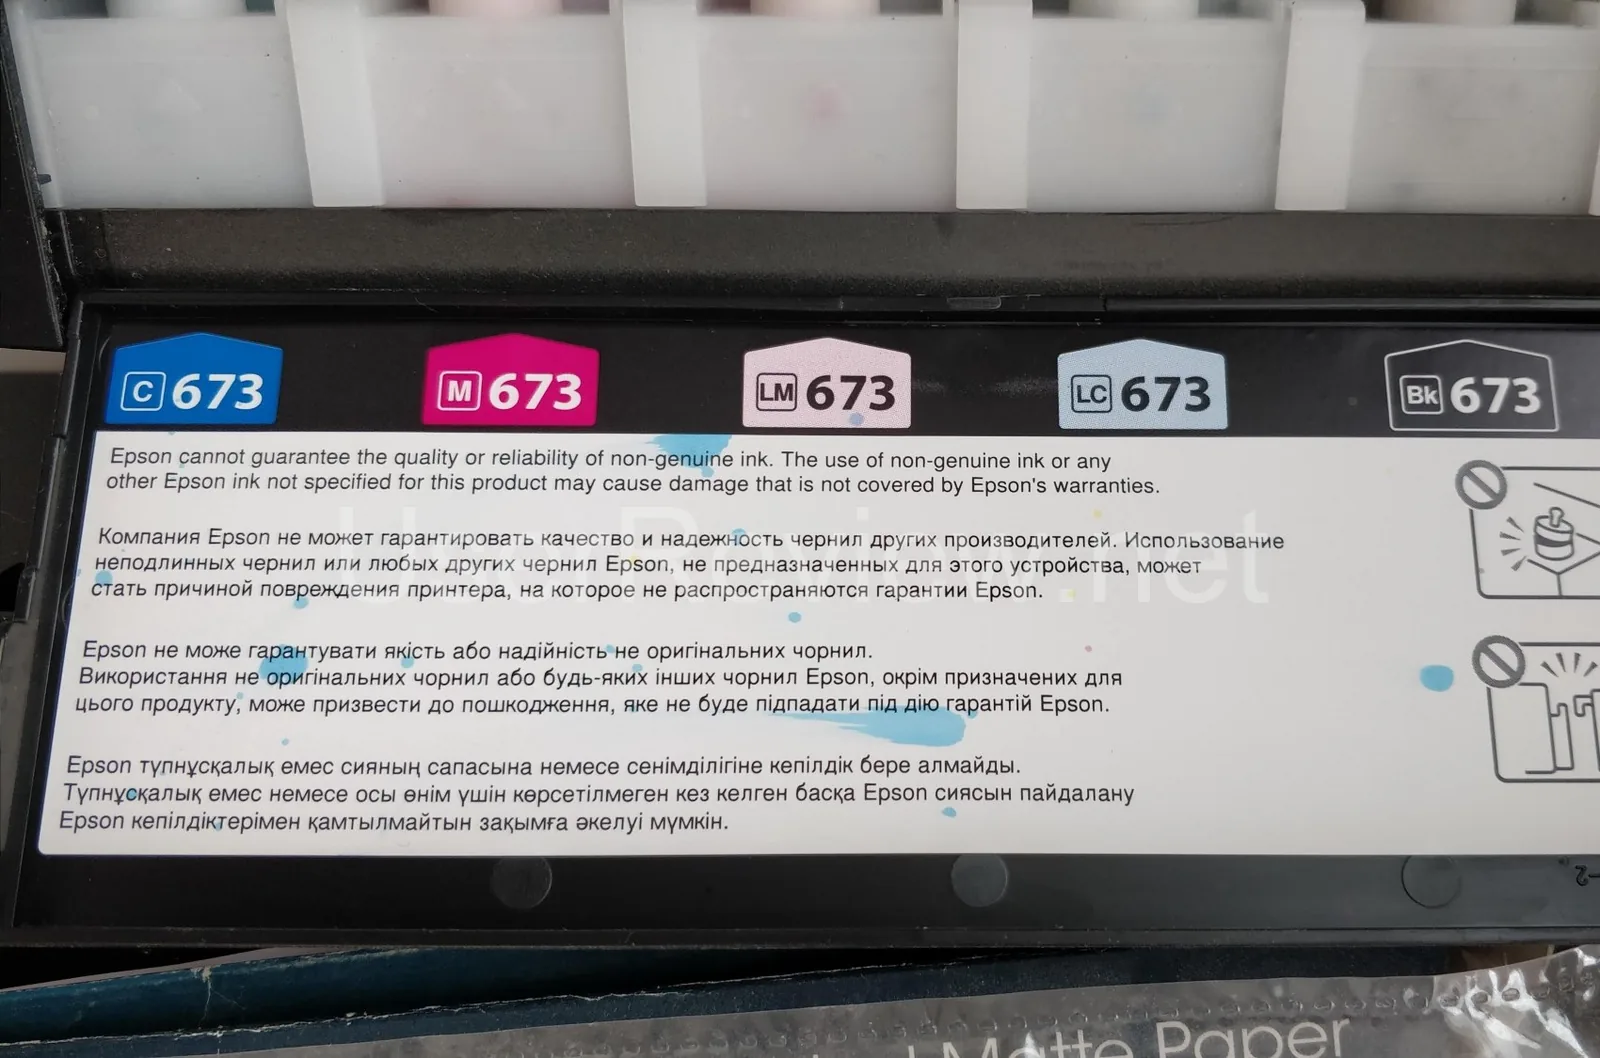 C 673 M 673 LM 673 LC 673 Bk 673
Epson cannot guarantee the quality or reliability of non-genuine ink. The use of non-genuine ink or any
other Epson ink not specified for this product may cause damage that is not covered by Epson's warranties.
Компания Epson не может гарантировать качество и надежность чернил других производителей. Использование
неподлинных чернил или любых других чернил Epson, не предназначенных для этого устройства, может
стать причиной повреждения принтера, на которое не распространяются гарантии Epson.
UserReview.net
Epson не може гарантувати якість або надійність не оригінальних чорнил.
Використання не оригінальних чорнил або будь-яких інших чорнил Epson, окрім призначених для
цього продукту, може призвести до пошкодження, яке не буде підпадати під дію гарантій Epson.
Epson түпнұсқалық емес сияның сапасына немесе сенімділігіне кепілдік бере алмайды.
Түпнұсқалық емес немесе осы өнім үшін көрсетілмеген кез келген басқа Epson сиясын пайдалану
Epson кепілдіктерімен қамтылмайтын зақымға әкелуі мүмкін.
Matte Paper